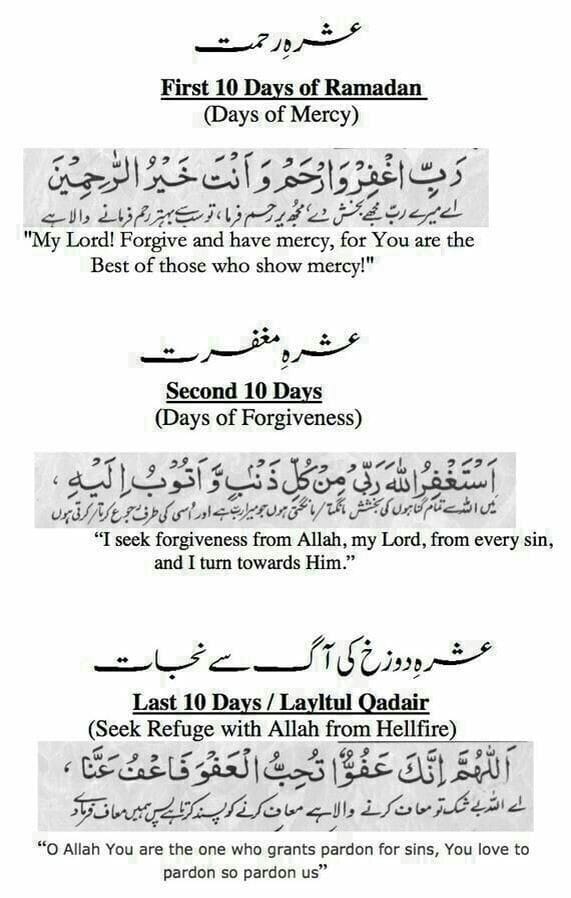 عشرہِ رحمت
First 10 Days of Ramadan
(Days of Mercy)
رَبِّ اغْفِرْ وَارْحَمْ وَاَنْتَ خَيْرُ الرَّاحِمِيْنَ
اے میرے رب مجھے بخش دے، مجھ پر رحم فرما، تو سب سے بہتر رحم فرمانے والا ہے
"My Lord! Forgive and have mercy, for You are the
Best of those who show mercy!"
عشرہِ مغفرت
Second 10 Days
(Days of Forgiveness)
اَسْتَغْفِرُ اللهَ رَبِّىْ مِنْ كُلِّ ذَنْۢبٍ وَّاَتُوْبُ اِلَيْهِ ،
میں اللہ سے تمام گناہوں کی بخشش مانگتا/مانگتی ہوں جو میرا رب ہے اور اسی کی طرف رجوع کرتا/کرتی ہوں
“I seek forgiveness from Allah, my Lord, from every sin,
and I turn towards Him.”
عشرہِ دوزخ کی آگ سے نجات
Last 10 Days / Layltul Qadair
(Seek Refuge with Allah from Hellfire)
اَللّٰهُمَّ اِنَّكَ عَفُوٌّ تُحِبُّ الْعَفْوَ فَاعْفُ عَنَّا ،
اے اللہ بے شک تو معاف کرنے والا ہے معاف کرنے کو پسند کرتا ہے پس ہمیں معاف فرما دے
“O Allah You are the one who grants pardon for sins, You love to
pardon so pardon us”